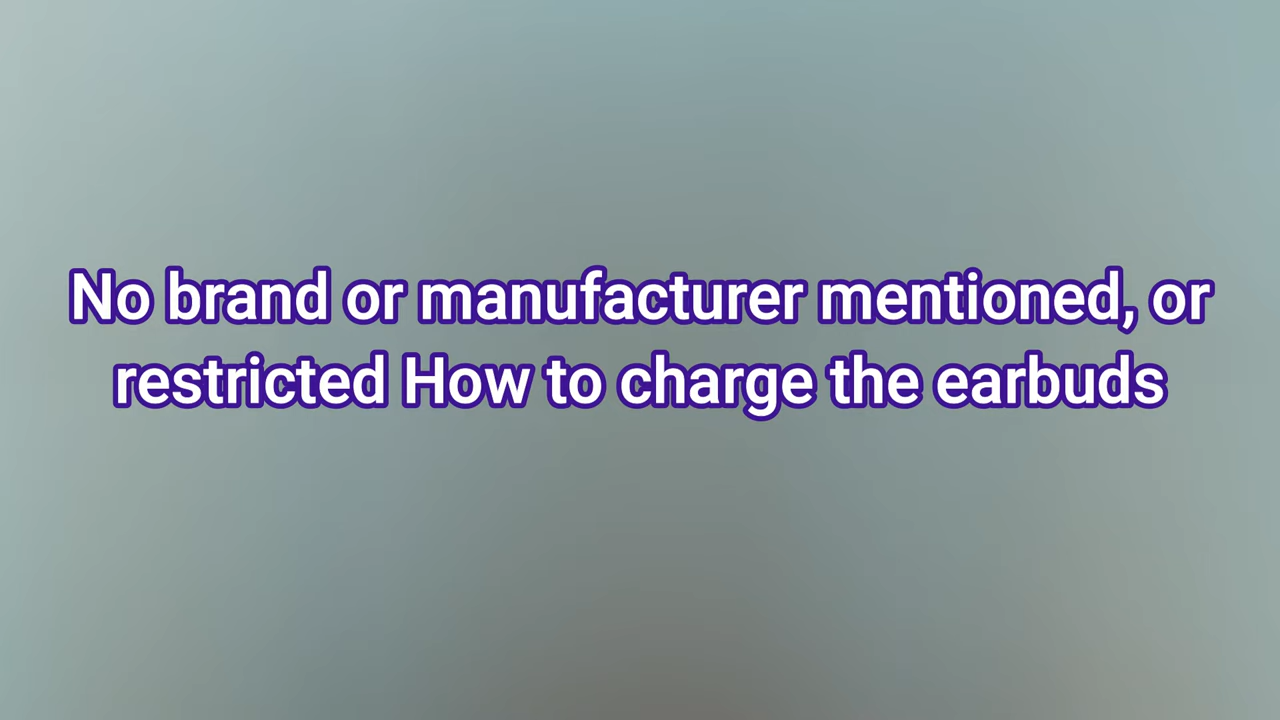 No brand or manufacturer mentioned, or
restricted How to charge the earbuds